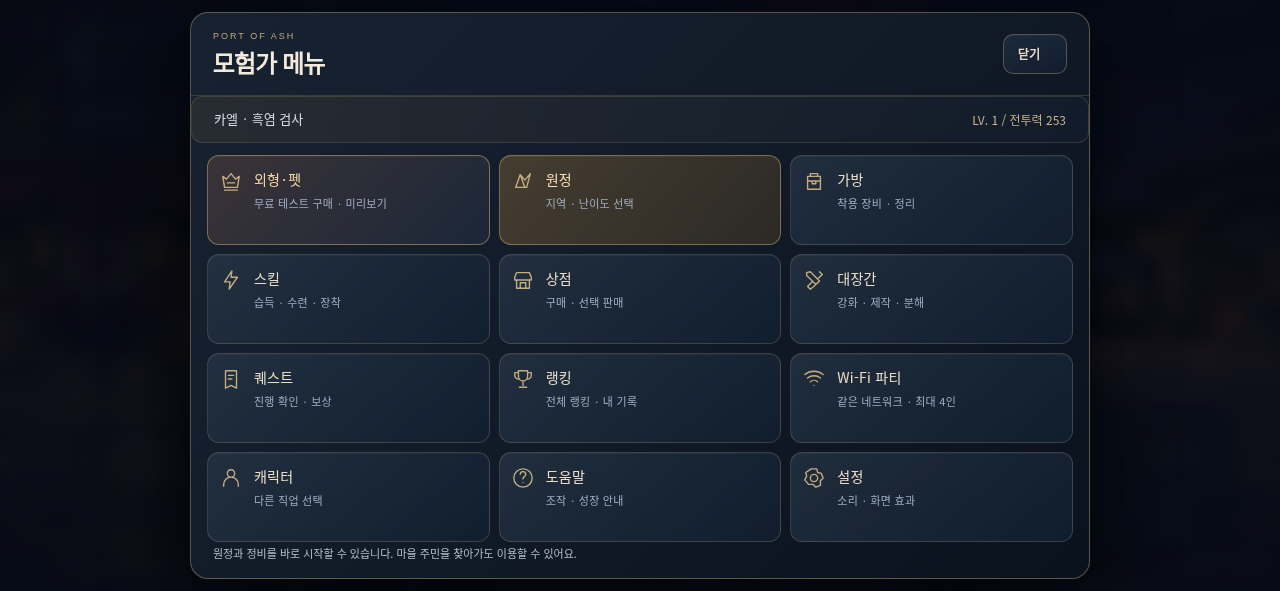 PORT OF ASH
모험가 메뉴
닫기
카엘 · 흑염 검사
LV. 1 / 전투력 253
외형·펫
무료 테스트 구매 · 미리보기
원정
지역 · 난이도 선택
가방
착용 장비 · 정리
스킬
습득 · 수련 · 장착
상점
구매 · 선택 판매
대장간
강화 · 제작 · 분해
퀘스트
진행 확인 · 보상
랭킹
전체 랭킹 · 내 기록
Wi-Fi 파티
같은 네트워크 · 최대 4인
캐릭터
다른 직업 선택
도움말
조작 · 성장 안내
설정
소리 · 화면 효과
원정과 정비를 바로 시작할 수 있습니다. 마을 주민을 찾아가도 이용할 수 있어요.